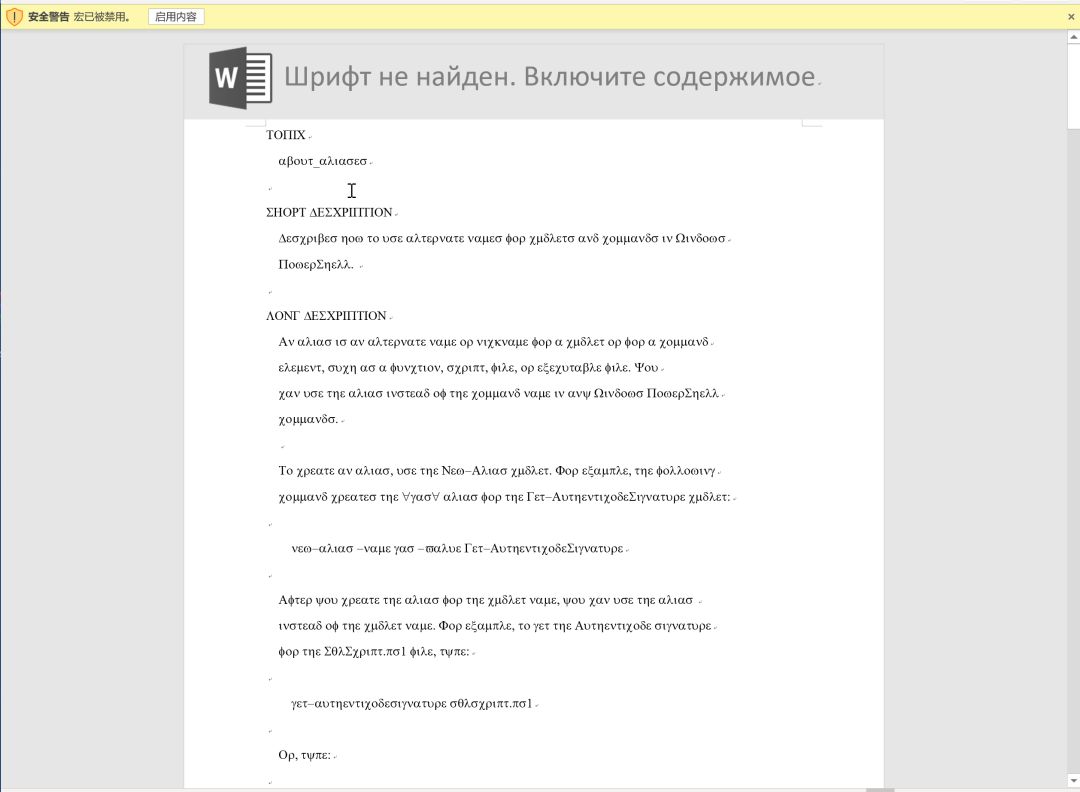 安全警告 宏已被禁用。 启用内容
Шрифт не найден. Включите содержимое.
ΤΟΠΙΧ
αβουτ_αλιασεσ
ΣΗΟΡΤ ΔΕΣΧΡΙΠΤΙΟΝ
Δεσχριβεσ ηοω το υσε αλτερνατε ναμεσ φορ χμδλετσ ανδ χομμανδσ ιν Ωινδοωσ
ΠοωερΣηελλ.
ΛΟΝΓ ΔΕΣΧΡΙΠΤΙΟΝ
Αν αλιασ ισ αν αλτερνατε ναμε ορ νιχκναμε φορ α χμδλετ ορ φορ α χομμανδ
ελεμεντ, συχη ασ α φυνχτιον, σχριπτ, φιλε, ορ εξεχυταβλε φιλε. Ψου
χαν υσε τηε αλιασ ινστεαδ οφ τηε χομμανδ ναμε ιν ανψ Ωινδοωσ ΠοωερΣηελλ
χομμανδσ.
Το χρεατε αν αλιασ, υσε τηε Νεω−Αλιασ χμδλετ. Φορ εξαμπλε, τηε φολλοωινγ
χομμανδ χρεατεσ τηε ∀γασ∀ αλιασ φορ τηε Γετ−ΑυτηεντιχοδεΣιγνατυρε χμδλετ:
νεω−αλιασ −ναμε γασ −ϖαλυε Γετ−ΑυτηεντιχοδεΣιγνατυρε
Αφτερ ψου χρεατε τηε αλιασ φορ τηε χμδλετ ναμε, ψου χαν υσε τηε αλιασ
ινστεαδ οφ τηε χμδλετ ναμε. Φορ εξαμπλε, το γετ τηε Αυτηεντιχοδε σιγνατυρε
φορ τηε ΣθλΣχριπτ.πσ1 φιλε, τψπε:
γετ−αυτηεντιχοδεσιγνατυρε σθλσχριπτ.πσ1
Ορ, τψπε: